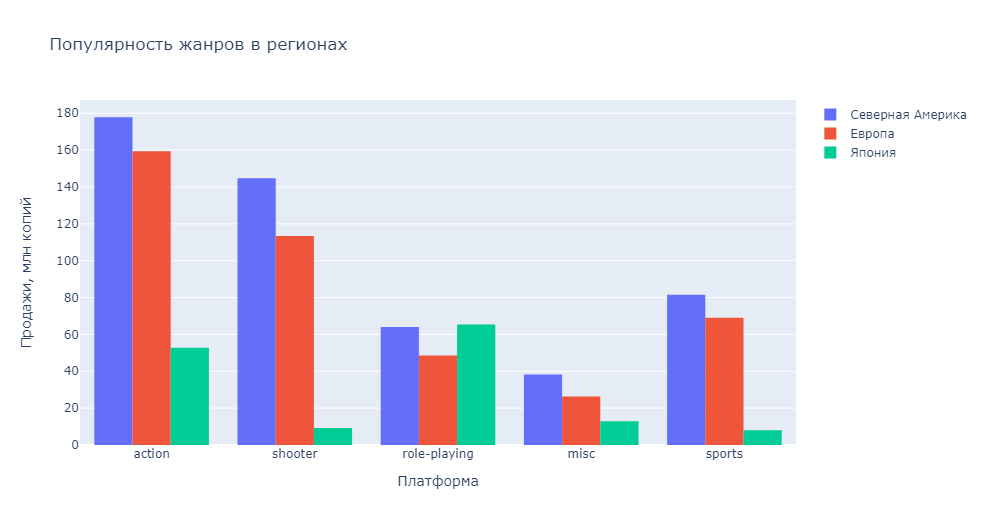 Популярность жанров в регионах
Северная Америка
Европа
Япония
Продажи, млн копий
180
160
140
120
100
80
60
40
20
0
action
shooter
role-playing
misc
sports
Платформа